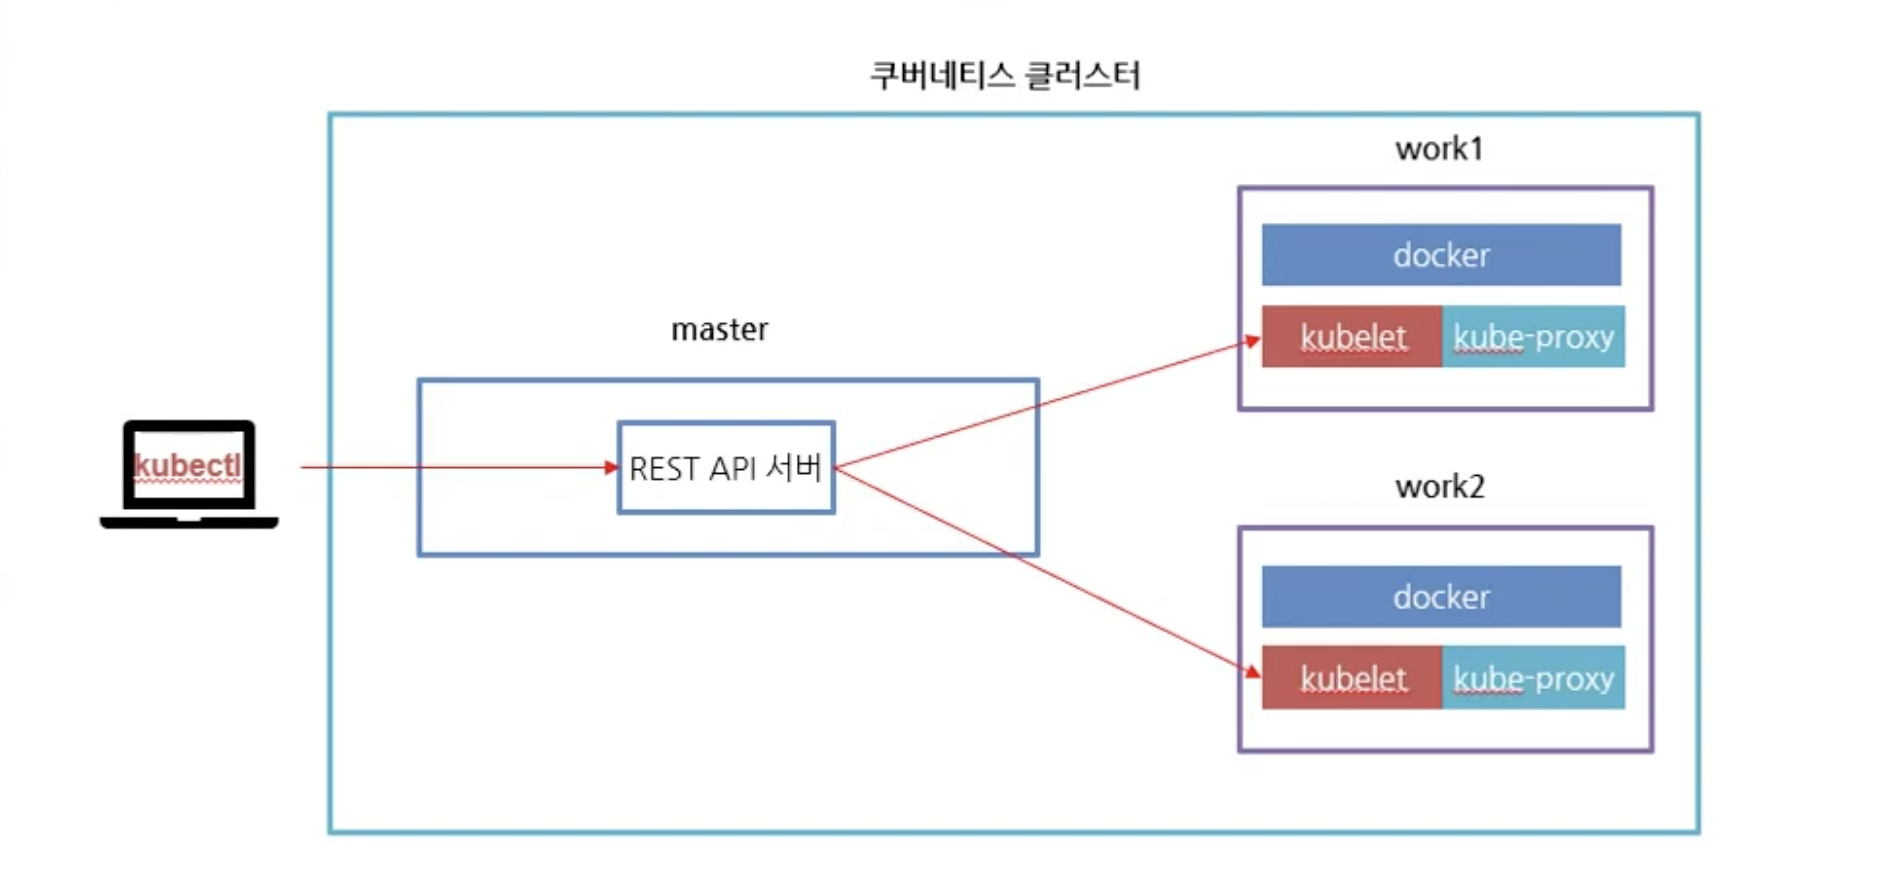 쿠버네티스 클러스터
kubectl
master
REST API 서버
work1
docker
kubelet
kube-proxy
work2
docker
kubelet
kube-proxy